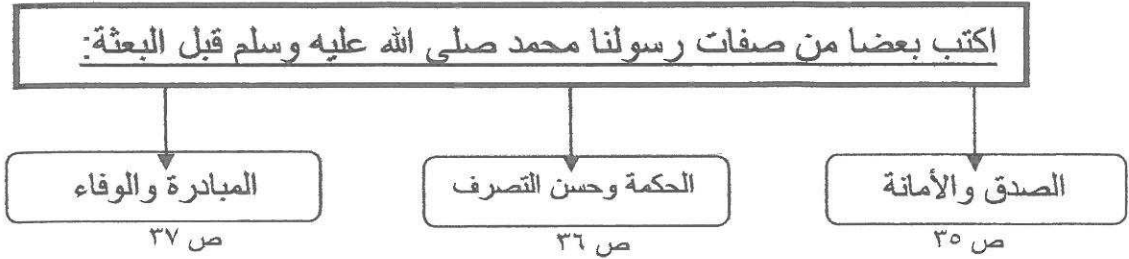 اكتب بعضا من صفات رسولنا محمد صلى الله عليه وسلم قبل البعثة:
الصدق والأمانة
الحكمة وحسن التصرف
المبادرة والوفاء
ص ٣٥
ص ٣٦
ص ٣٧